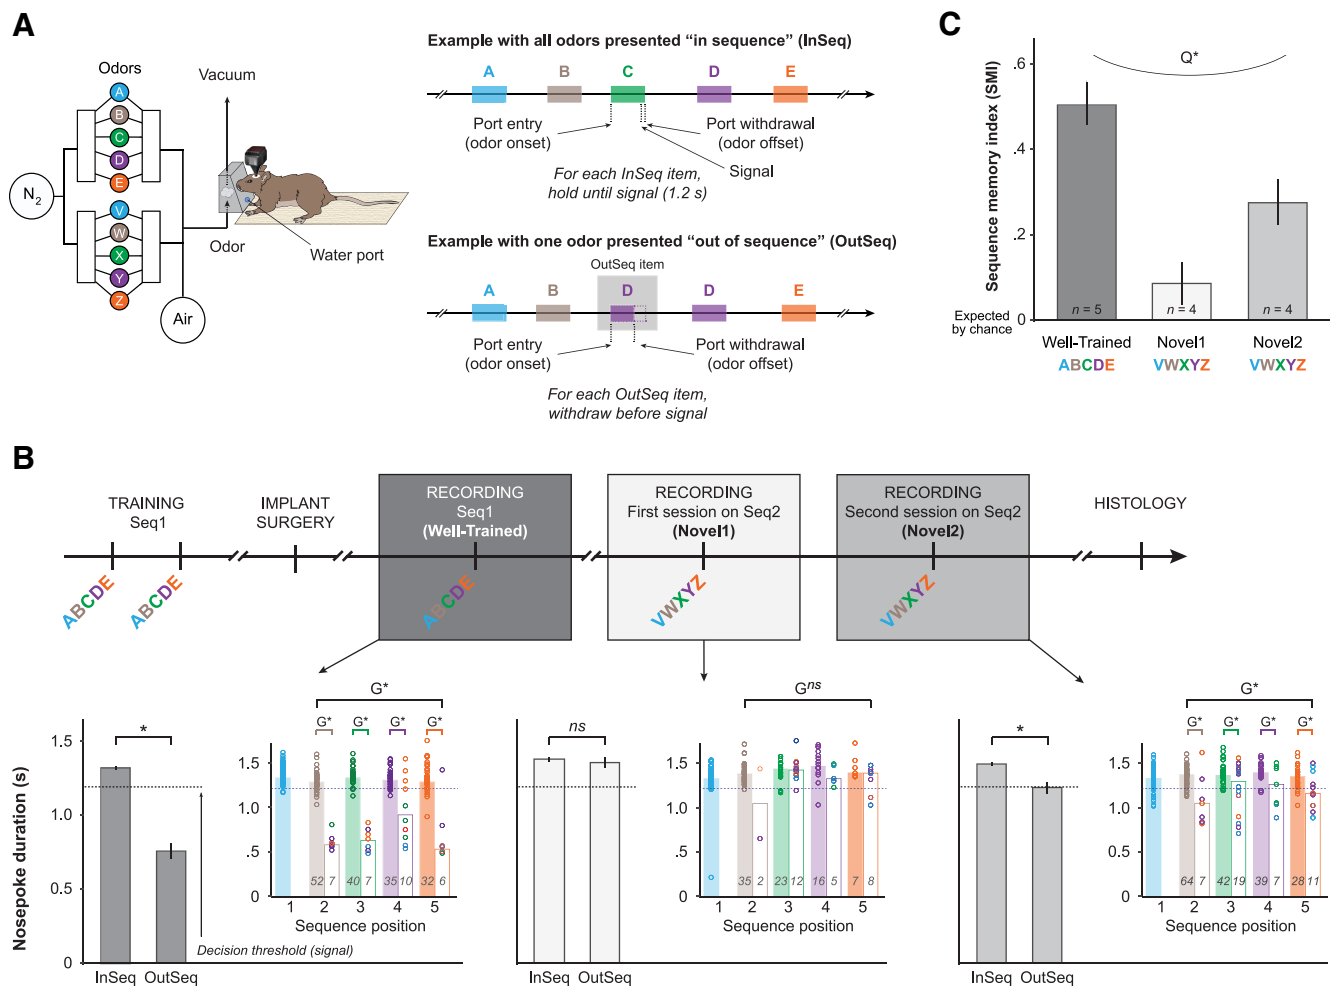 A
Odors
A
B
C
D
E
V
W
X
Y
Z
N2
Air
Vacuum
Odor
Water port
Example with all odors presented “in sequence” (InSeq)
A B C D E
Port entry
(odor onset)
Port withdrawal
(odor offset)
Signal
For each InSeq item,
hold until signal (1.2 s)
Example with one odor presented “out of sequence” (OutSeq)
OutSeq item
A B D D E
Port entry
(odor onset)
Port withdrawal
(odor offset)
For each OutSeq item,
withdraw before signal
C
Sequence memory index (SMI)
.6
.4
.2
0
Expected
by chance
Q*
n = 5
n = 4
n = 4
Well-Trained
ABCDE
Novel1
VWXYZ
Novel2
VWXYZ
B
TRAINING
Seq1
ABCDE
ABCDE
IMPLANT
SURGERY
RECORDING
Seq1
(Well-Trained)
ABCDE
RECORDING
First session on Seq2
(Novel1)
VWXYZ
RECORDING
Second session on Seq2
(Novel2)
VWXYZ
HISTOLOGY
Nosepoke duration (s)
1.5
1.0
0.5
0
*
Decision threshold (signal)
InSeq OutSeq
G*
G* G* G* G*
1.5
1.0
.5
0
52 7 40 7 35 10 32 6
1 2 3 4 5
Sequence position
ns
InSeq OutSeq
Gns
1.5
1.0
.5
0
35 2 23 12 16 5 7 8
1 2 3 4 5
Sequence position
*
InSeq OutSeq
G*
G* G* G* G*
1.5
1.0
.5
0
64 7 42 19 39 7 28 11
1 2 3 4 5
Sequence position